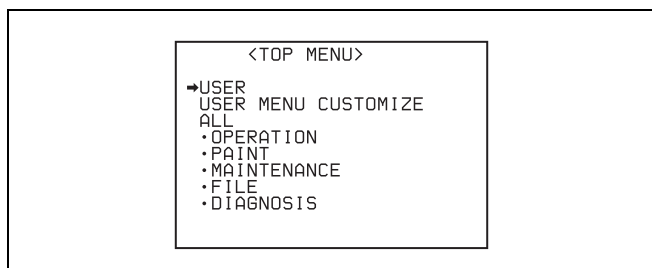 <TOP MENU>
➔USER
USER MENU CUSTOMIZE
ALL
·OPERATION
·PAINT
·MAINTENANCE
·FILE
·DIAGNOSIS